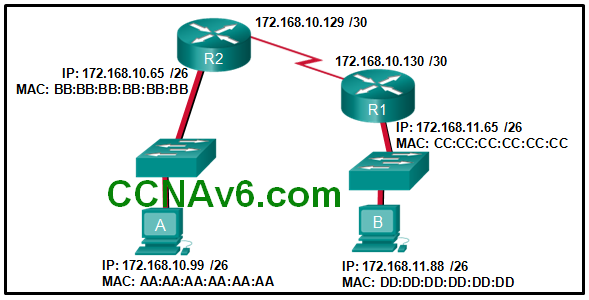 172.168.10.129 /30
R2
172.168.10.130 /30
IP: 172.168.10.65 /26
MAC: BB:BB:BB:BB:BB:BB
R1
IP: 172.168.11.65 /26
MAC: CC:CC:CC:CC:CC:CC
CCNAv6.com
A
B
IP: 172.168.10.99 /26
MAC: AA:AA:AA:AA:AA:AA
IP: 172.168.11.88 /26
MAC: DD:DD:DD:DD:DD:DD